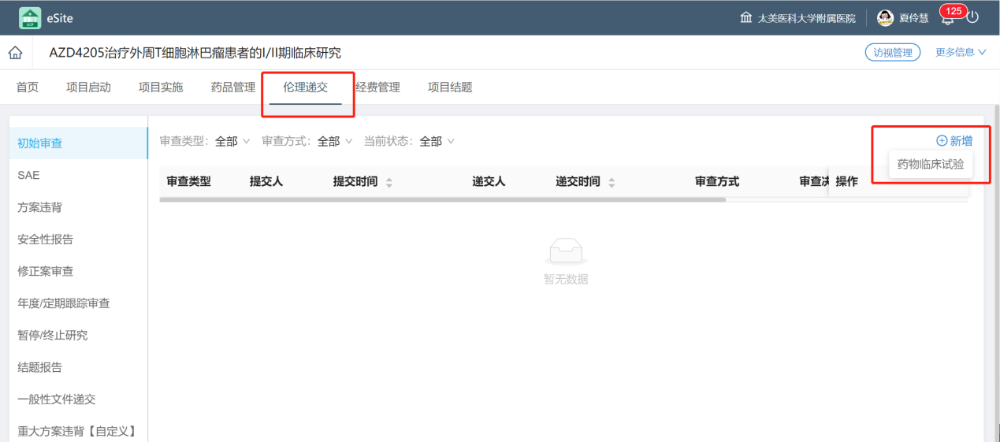 eSite
太美医科大学附属医院
夏伶慧
125
AZD4205治疗外周T细胞淋巴瘤患者的I/II期临床研究
访视管理
更多信息
首页 项目启动 项目实施 药品管理 伦理递交 经费管理 项目结题
初始审查
审查类型: 全部 审查方式: 全部 当前状态: 全部
新增
药物临床试验
SAE
审查类型 提交人 提交时间 递交人 递交时间 审查方式 审查决 操作
方案违背
安全性报告
修正案审查
暂无数据
年度/定期跟踪审查
暂停/终止研究
结题报告
一般性文件递交
重大方案违背【自定义】